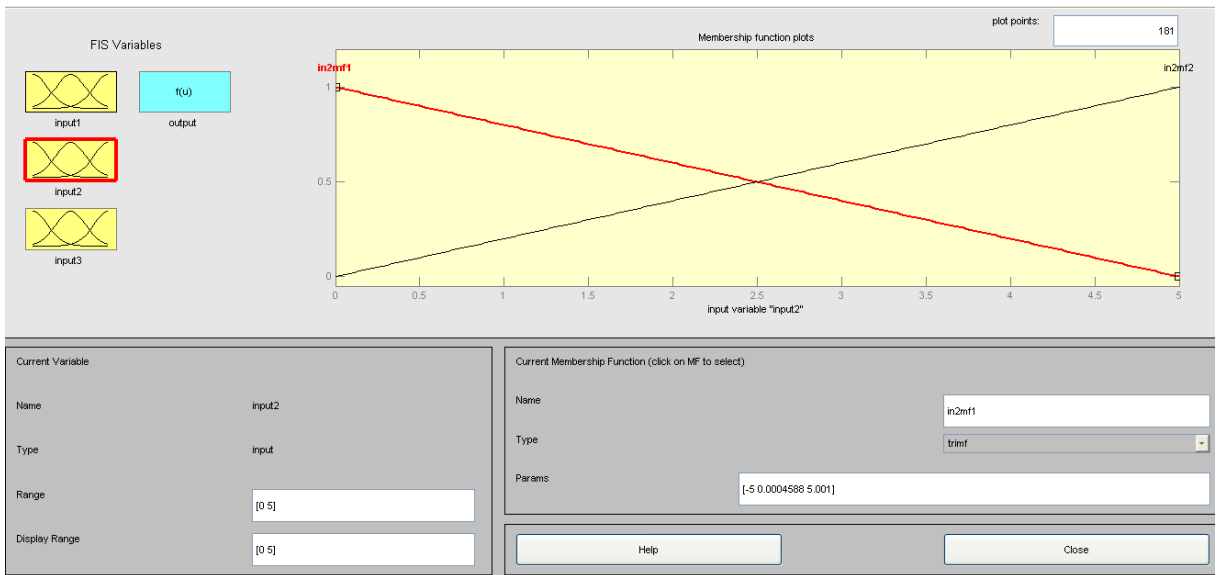 plot points:
181
FIS Variables
Membership function plots
in2mf1
in2mf2
f(u)
input1
output
input2
input3
1
0.5
0
0 0.5 1 1.5 2 2.5 3 3.5 4 4.5 5
input variable "input2"
Current Variable
Name input2
Type input
Range [0 5]
Display Range [0 5]
Current Membership Function (click on MF to select)
Name in2mf1
Type trimf
Params [-5 0.0004588 5.001]
Help Close